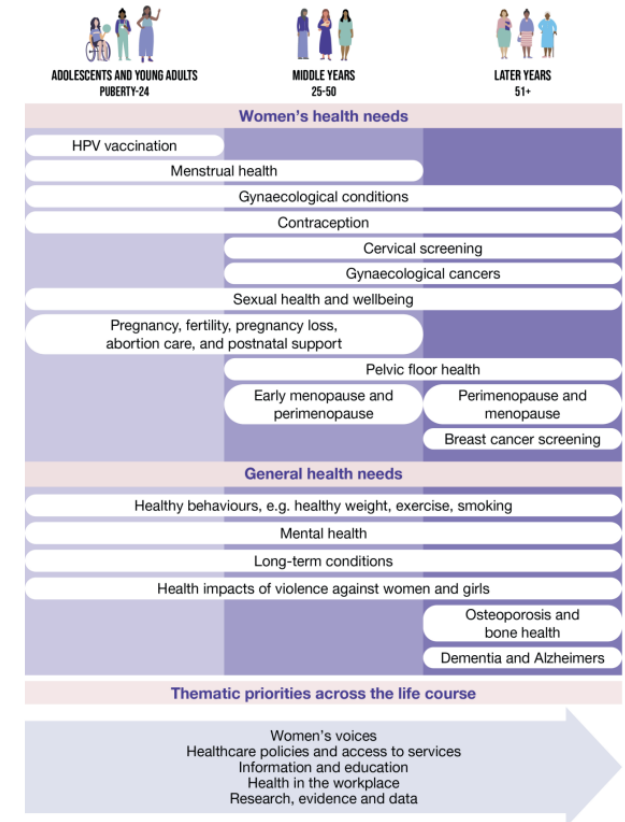 ADOLESCENTS AND YOUNG ADULTS
PUBERTY-24
MIDDLE YEARS
25-50
LATER YEARS
51+
Women's health needs
HPV vaccination
Menstrual health
Gynaecological conditions
Contraception
Cervical screening
Gynaecological cancers
Sexual health and wellbeing
Pregnancy, fertility, pregnancy loss,
abortion care, and postnatal support
Pelvic floor health
Early menopause and
perimenopause
Perimenopause and
menopause
Breast cancer screening
General health needs
Healthy behaviours, e.g. healthy weight, exercise, smoking
Mental health
Long-term conditions
Health impacts of violence against women and girls
Osteoporosis and
bone health
Dementia and Alzheimers
Thematic priorities across the life course
Women's voices
Healthcare policies and access to services
Information and education
Health in the workplace
Research, evidence and data